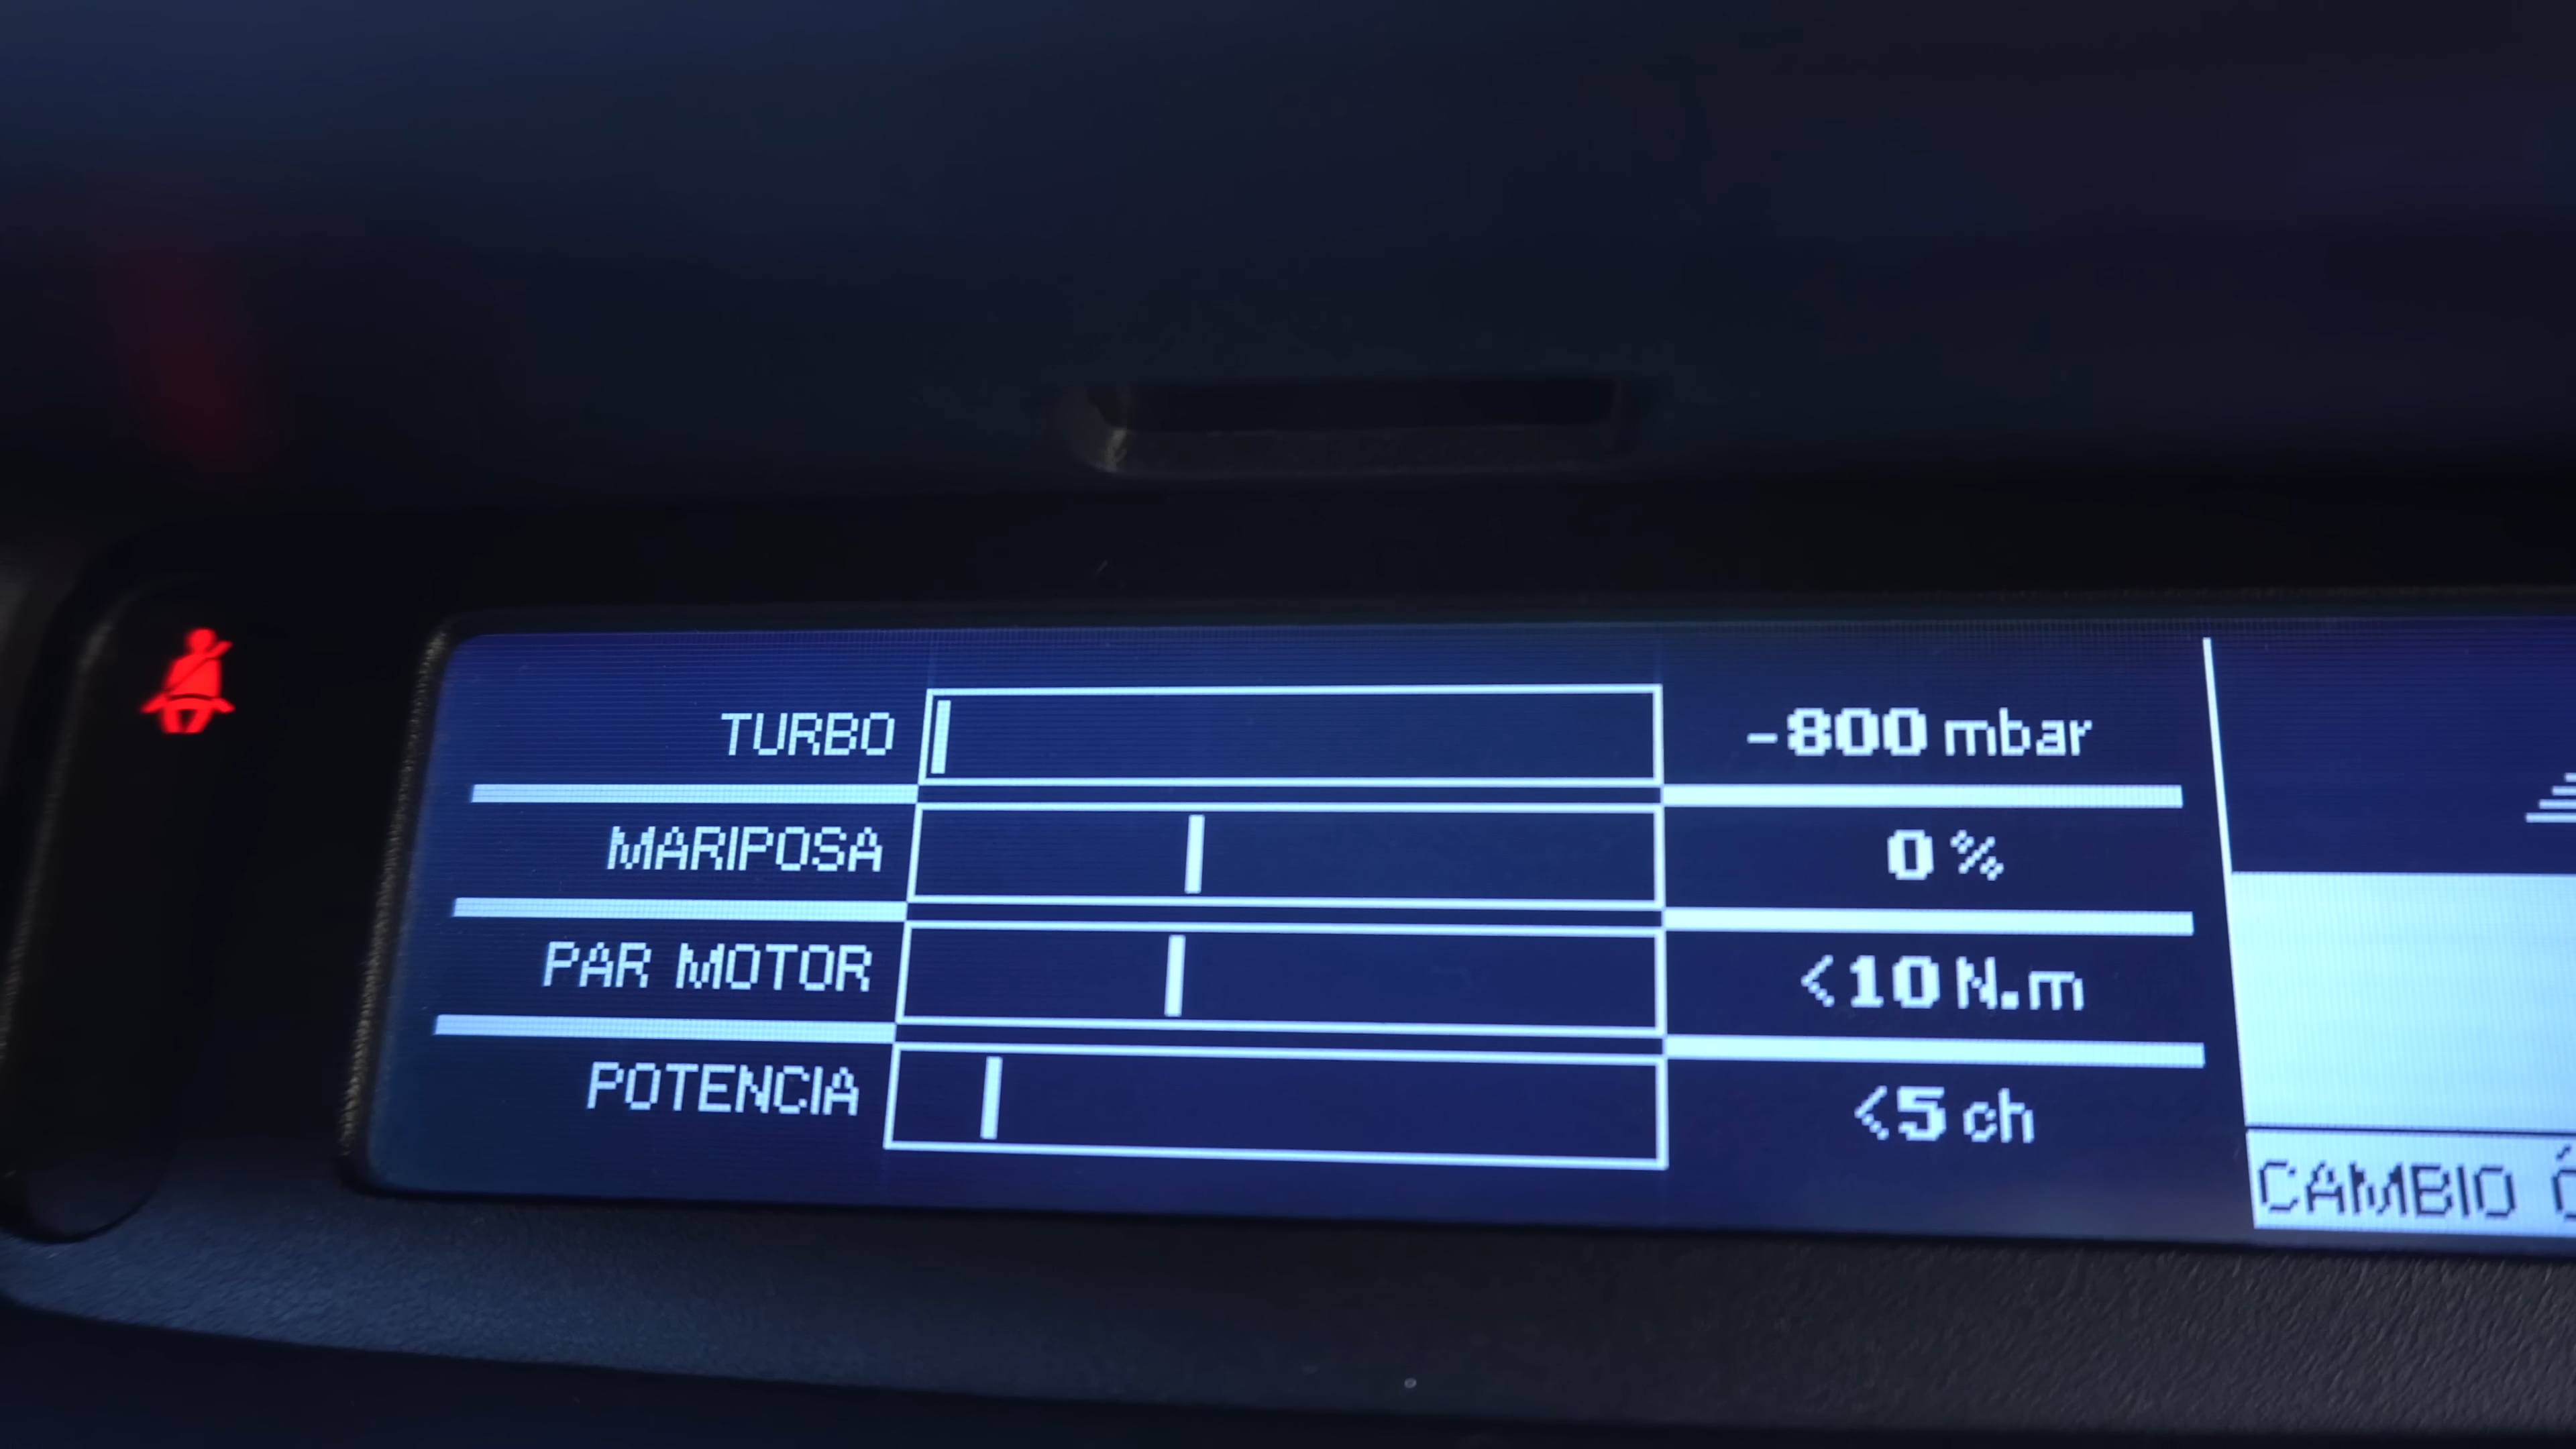 TURBO -800 mbar
MARIPOSA 0 %
PAR MOTOR <10 N.m
POTENCIA <5 ch
CAMBIO